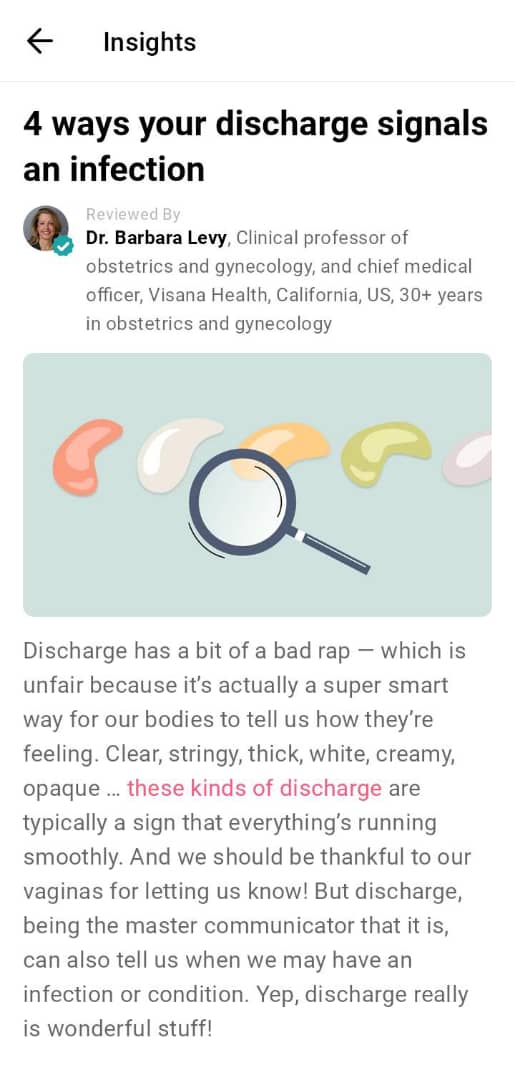 Insights
4 ways your discharge signals
an infection
Reviewed By
Dr. Barbara Levy, Clinical professor of
obstetrics and gynecology, and chief medical
officer, Visana Health, California, US, 30+ years
in obstetrics and gynecology
Discharge has a bit of a bad rap — which is
unfair because it’s actually a super smart
way for our bodies to tell us how they’re
feeling. Clear, stringy, thick, white, creamy,
opaque ... these kinds of discharge are
typically a sign that everything’s running
smoothly. And we should be thankful to our
vaginas for letting us know! But discharge,
being the master communicator that it is,
can also tell us when we may have an
infection or condition. Yep, discharge really
is wonderful stuff!